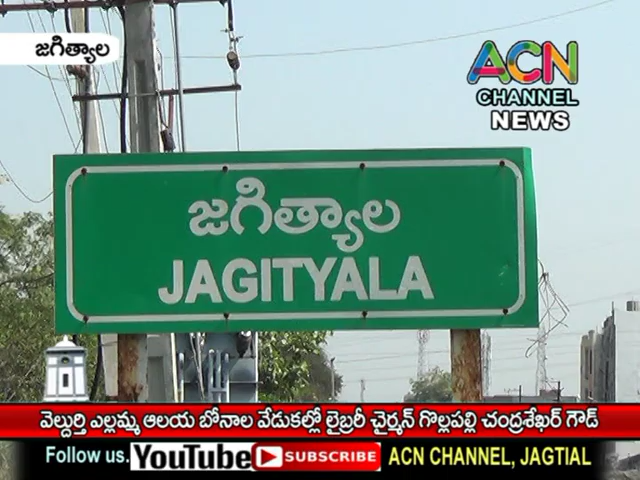 జగిత్యాల
ACN
CHANNEL
NEWS
జగిత్యాల
JAGITYALA
వెల్దుర్తి ఎల్లమ్మ ఆలయ బోనాల వేడుకల్లో లైబ్రరీ చైర్మన్ గొల్లపల్లి చంద్రశేఖర్ గౌడ్
Follow us. YouTube SUBSCRIBE ACN CHANNEL, JAGTIAL